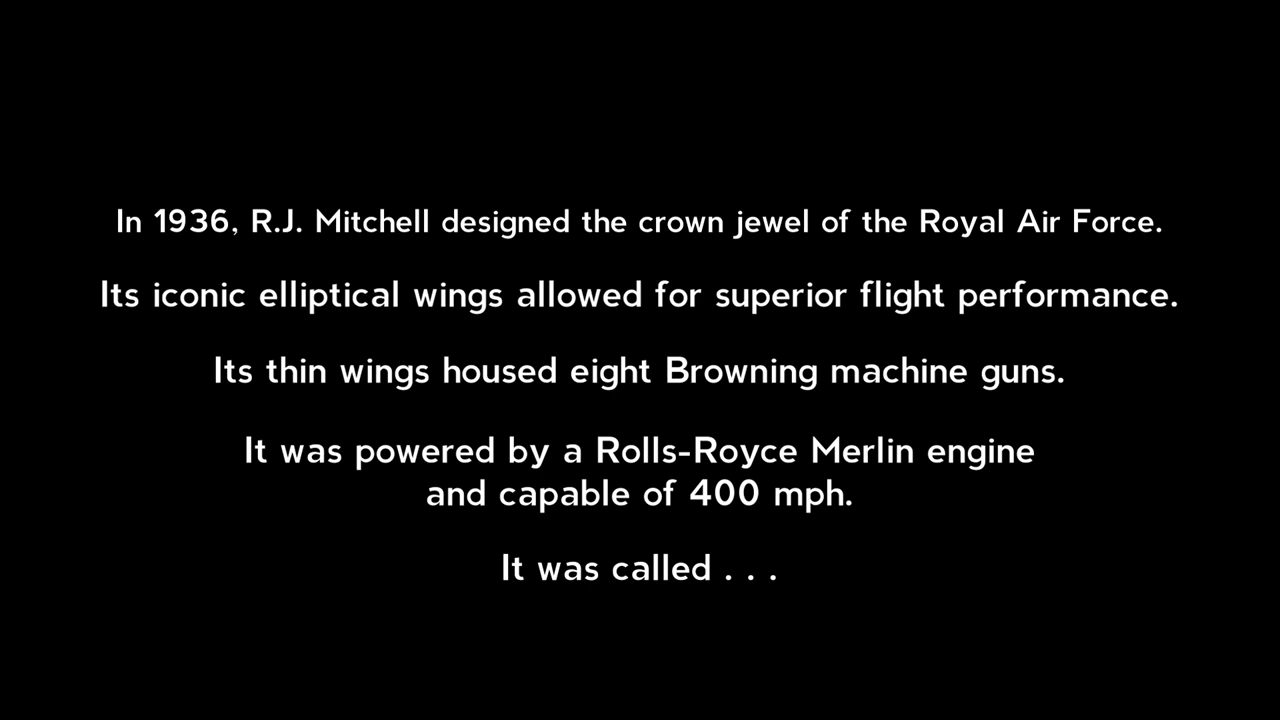 In 1936, R.J. Mitchell designed the crown jewel of the Royal Air Force.
Its iconic elliptical wings allowed for superior flight performance.
Its thin wings housed eight Browning machine guns.
It was powered by a Rolls-Royce Merlin engine
and capable of 400 mph.
It was called . . .